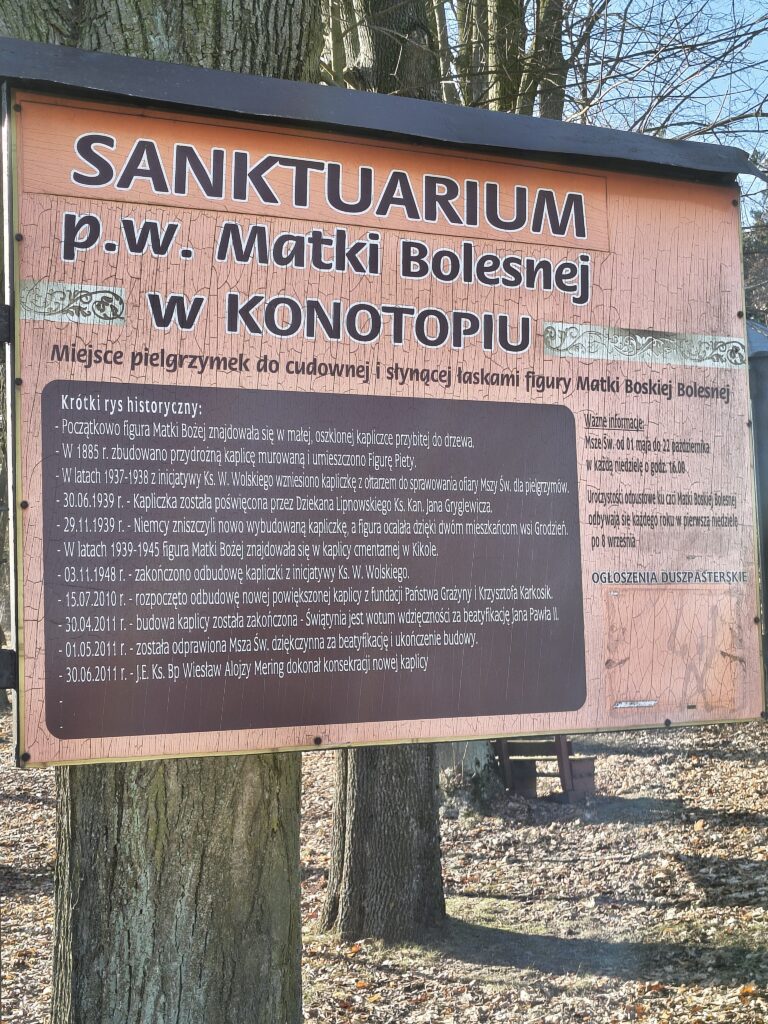 SANKTUARIUM
p.w. Matki Bolesnej
w KONOTOPIU
Miejsce pielgrzymek do cudownej i słynącej łaskami figury Matki Boskiej Bolesnej
Krótki rys historyczny:
- Początkowo figura Matki Bożej znajdowała się w małej, oszklonej kapliczce przybitej do drzewa.
- W 1885 r. zbudowano przydrożną kaplicę murowaną i umieszczono Figurę Piety.
- W latach 1937-1938 z inicjatywy Ks. W. Wolskiego wzniesiono kapliczkę z ołtarzem do sprawowania ofiary Mszy Św. dla pielgrzymów.
- 30.06.1939 r. - Kapliczka została poświęcona przez Dziekana Lipnowskiego Ks. Kan. Jana Gryglewicza.
- 29.11.1939 r. - Niemcy zniszczyli nowo wybudowaną kapliczkę, a figura ocalała dzięki dwóm mieszkańcom wsi Grodzień.
- W latach 1939-1945 figura Matki Bożej znajdowała się w kaplicy cmentarnej w Kikole.
- 03.11.1948 r. - zakończono odbudowę kapliczki z inicjatywy Ks. W. Wolskiego.
- 15.07.2010 r. - rozpoczęto odbudowę nowej powiększonej kaplicy z fundacji Państwa Grażyny i Krzysztofa Karkosik.
- 30.04.2011 r. - budowa kaplicy została zakończona - Świątynia jest wotum wdzięczności za beatyfikację Jana Pawła II.
- 01.05.2011 r. - została odprawiona Msza Św. dziękczynna za beatyfikację i ukończenie budowy.
- 30.06.2011 r. - J.E. Ks. Bp Wiesław Alojzy Mering dokonał konsekracji nowej kaplicy
-
-
Ważne informacje:
Msze Św. od 01 maja do 22 października
w każdą niedzielę o godz. 16.00
Uroczystości odpustowe ku czci Matki Boskiej Bolesnej
odbywają się każdego roku w pierwszą niedzielę
po 8 września
OGŁOSZENIA DUSZPASTERSKIE